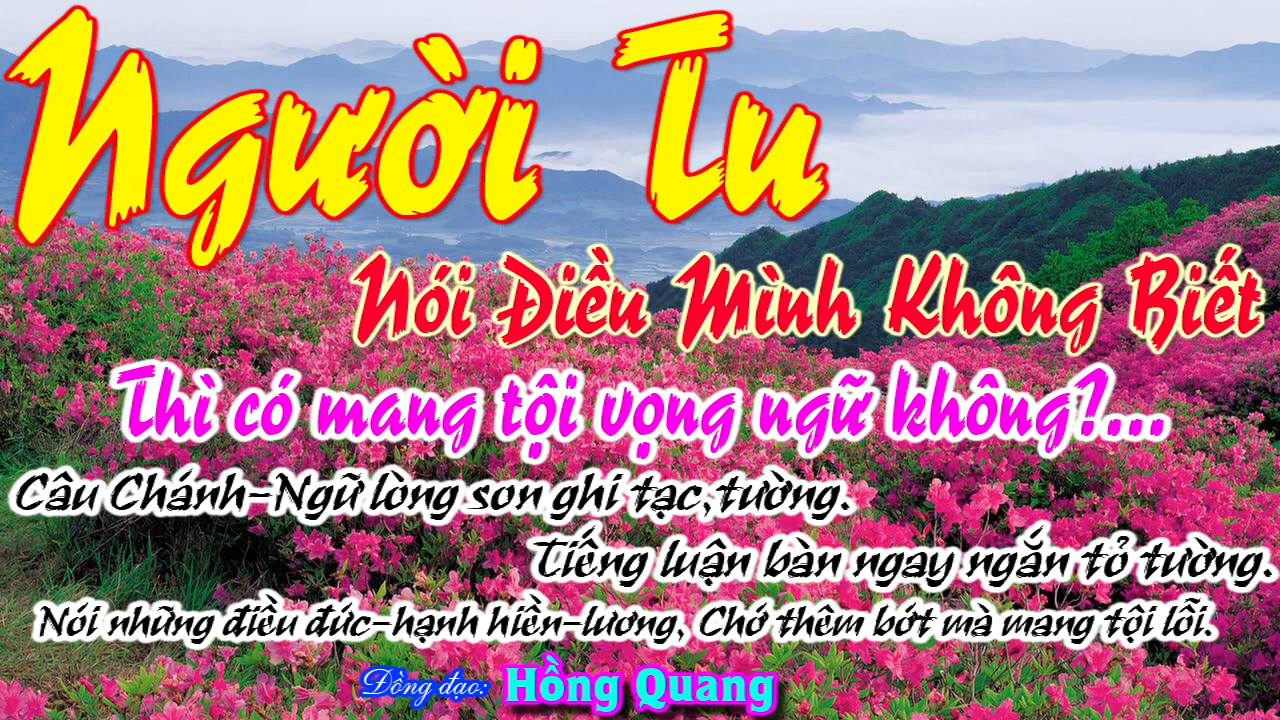 Người Tu
Nói Điều Mình Không Biết
Thì có mang tội vọng ngữ không?...
Câu Chánh-Ngữ lòng son ghi tạc,tường.
Tiếng luận bàn ngay ngắn tỏ tường.
Nói những điều đức-hạnh hiền-lương, Chớ thêm bớt mà mang tội lỗi.
Đồng đạo: Hồng Quang